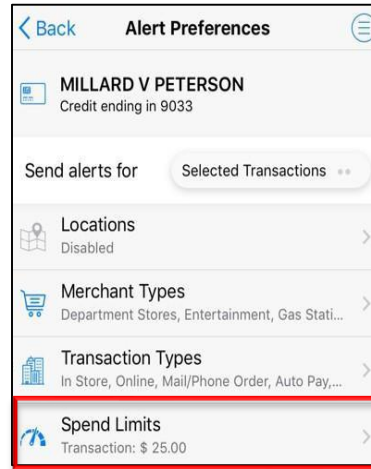 Back Alert Preferences
MILLARD V PETERSON
Credit ending in 9033
Send alerts for Selected Transactions
Locations
Disabled
Merchant Types
Department Stores, Entertainment, Gas Stati...
Transaction Types
In Store, Online, Mail/Phone Order, Auto Pay,...
Spend Limits
Transaction: $ 25.00